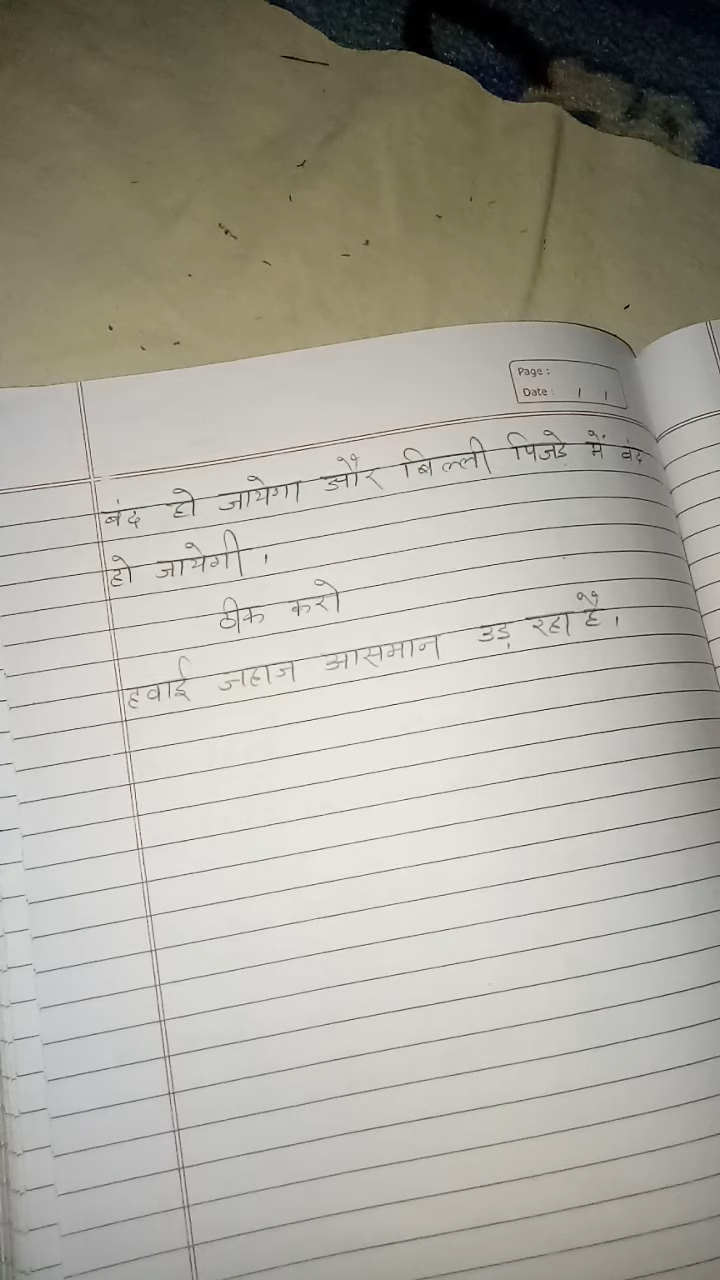 Page :
Date : / /
बंद हो जायेगा और बिल्ली पिजडे में बंद
हो जायेगी ।
ठीक करो
हवाई जहाज आसमान उड़ रहा है ।